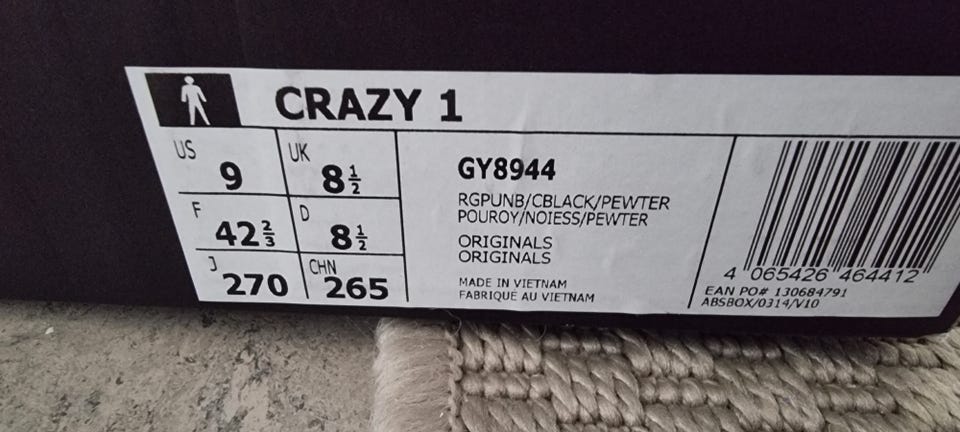 CRAZY 1
US 9 UK 8½
F 42⅔ D 8½
J 270 CHN 265
GY8944
RGPUNB/CBLACK/PEWTER
POUROY/NOIESS/PEWTER
ORIGINALS
ORIGINALS
MADE IN VIETNAM
FABRIQUÉ AU VIETNAM
4 065426 464412
EAN PO# 130684791
ABSBOX/0314/V10